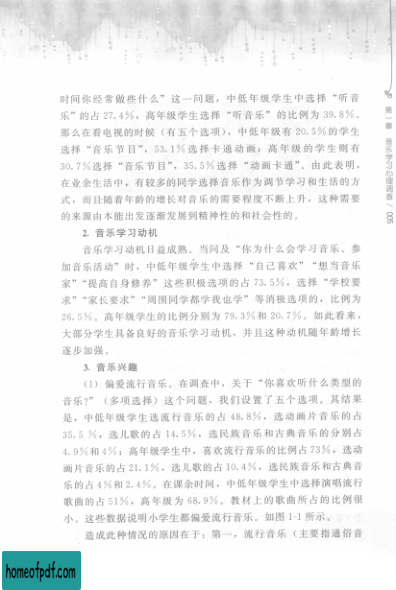 时间你经常做些什么”这一问题，中低年级学生中选择“听音
乐”的占27.4%，高年级学生选择“听音乐”的比例为39.8%。
那么在看电视的时候（有五个选项），中低年级有20.5%的学生
选择“音乐节目”，53.1%选择卡通动画；高年级的学生则有
30.7%选择“音乐节目”，35.5%选择“动画卡通”。由此表明，
在业余生活中，有较多的同学选择音乐作为调节学习和生活的方
式，而且随着年龄的增长对音乐的需要程度不断上升，这种需要
的来源由本能出发逐渐发展到精神性的和社会性的。
2. 音乐学习动机
音乐学习动机日益成熟。当问及“你为什么会学习音乐、参
加音乐活动”时，中低年级学生中选择“自己喜欢”“想当音乐
家”“提高自身修养”这些积极选项的占73.5%，选择“学校要
求”“家长要求”“周围同学都学我也学”等消极选项的，比例为
26.5%。高年级学生的比例分别为79.3%和20.7%。如此看来，
大部分学生具备良好的音乐学习动机，并且这种动机随年龄增长
逐步加强。
3. 音乐兴趣
（1）偏爱流行音乐。在调查中，关于“你喜欢听什么类型的
音乐?”（多项选择）这个问题，我们设置了五个选项。其结果
是，中低年级学生选流行音乐的占48.8%，选动画片音乐的占
35.5 %，选儿歌的占14.5%，选民族音乐和古典音乐的分别占
4.9%和4%；高年级学生中，喜欢流行音乐的比例占73%，选动
画片音乐的占21.1%，选儿歌的占10.4%，选民族音乐和古典音
乐的占4%和2.4%。在课余时间，中低年级学生中选择演唱流行
歌曲的占51%，高年级为68.9%。教材上的歌曲所占的比例很
小。这些数据说明小学生都偏爱流行音乐。如图1-1所示。
造成此种情况的原因在于：第一，流行音乐（主要指通俗音
第一章 音乐学习心理调查 / 005
homeofpdf.com